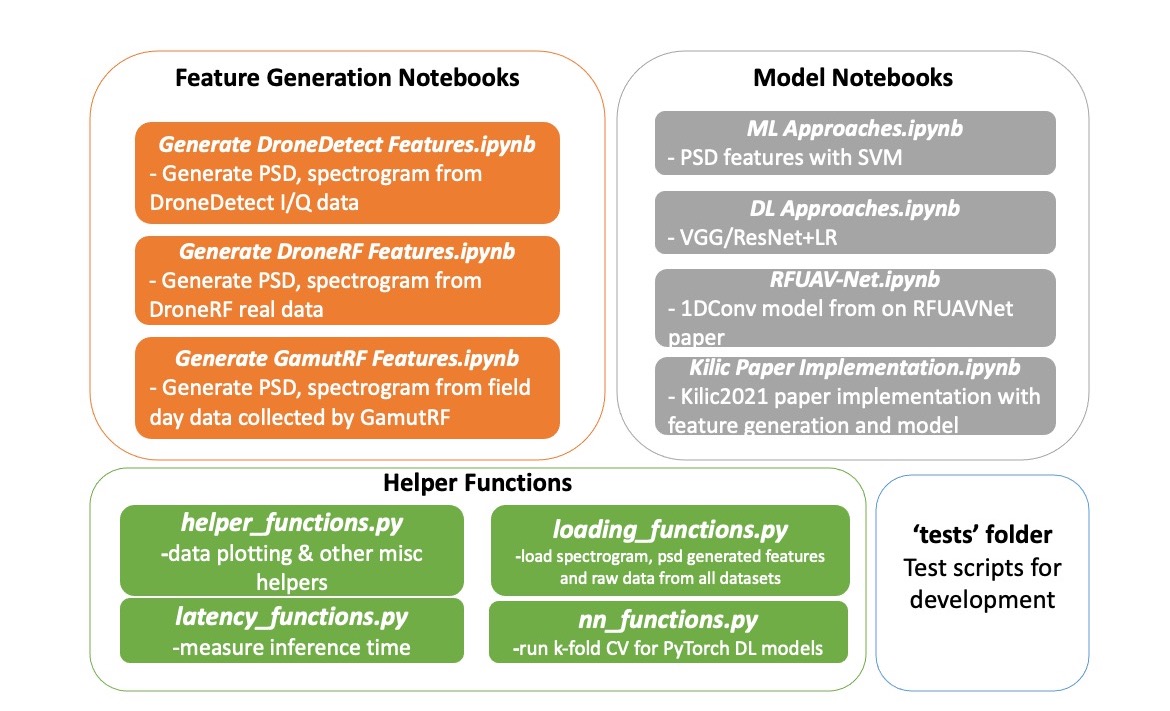 Feature Generation Notebooks
Generate DroneDetect Features.ipynb
- Generate PSD, spectrogram from
DroneDetect I/Q data
Generate DroneRF Features.ipynb
- Generate PSD, spectrogram from
DroneRF real data
Generate GamutRF Features.ipynb
- Generate PSD, spectrogram from field
day data collected by GamutRF
Model Notebooks
ML Approaches.ipynb
- PSD features with SVM
DL Approaches.ipynb
- VGG/ResNet+LR
RFUAV-Net.ipynb
- 1DConv model from on RFUAVNet
paper
Kilic Paper Implementation.ipynb
- Kilic2021 paper implementation with
feature generation and model
Helper Functions
helper_functions.py
-data plotting & other misc
helpers
loading_functions.py
-load spectrogram, psd generated features
and raw data from all datasets
latency_functions.py
-measure inference time
nn_functions.py
-run k-fold CV for PyTorch DL models
‘tests’ folder
Test scripts for
development